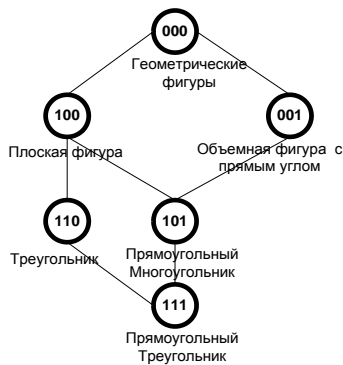 000
Геометрические
фигуры
100
001
Плоская фигура
Объемная фигура с
прямым углом
110
101
Треугольник
Прямоугольный
Многоугольник
111
Прямоугольный
Треугольник